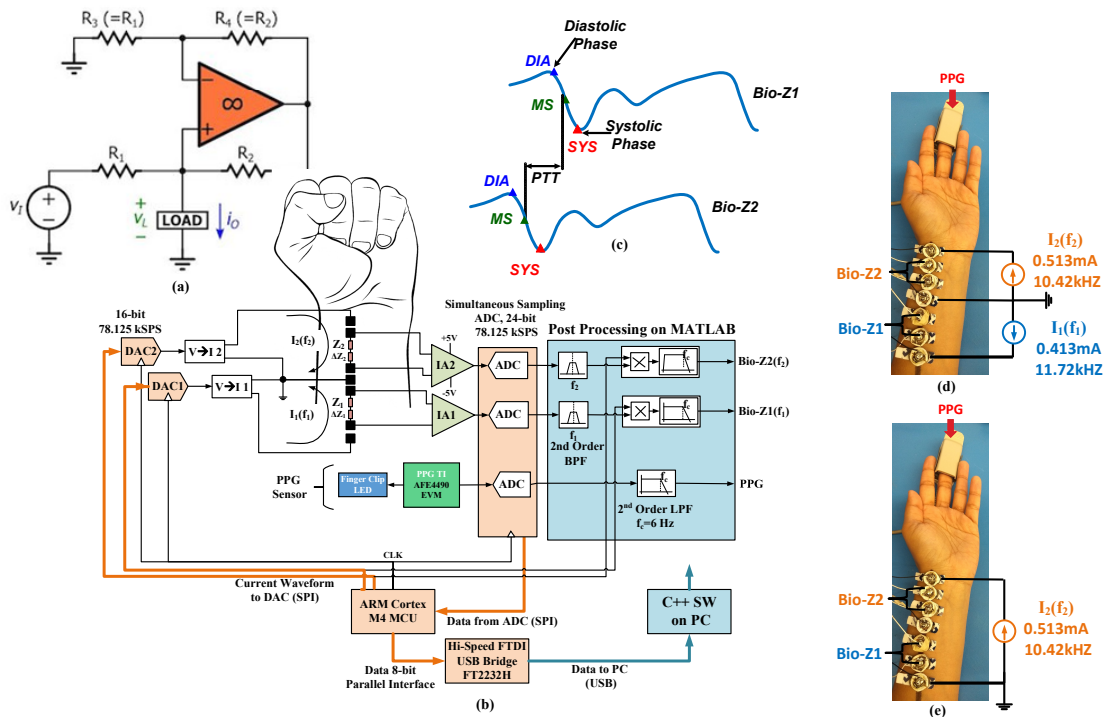 R3 (=R1)
R4 (=R2)
−
∞
+
R1
R2
vI
+
−
+
vL
−
LOAD
iO
(a)
Diastolic
Phase
DIA
MS
Bio-Z1
SYS
Systolic
Phase
PTT
DIA
MS
Bio-Z2
SYS
(c)
16-bit
78.125 kSPS
DAC2
V→I 2
DAC1
V→I 1
I2(f2)
I1(f1)
Z2
ΔZ2
Z1
ΔZ1
+5V
IA2
-5V
IA1
Simultaneous Sampling
ADC, 24-bit
78.125 kSPS
ADC
ADC
ADC
Post Processing on MATLAB
f2
fc
Bio-Z2(f2)
f1
fc
Bio-Z1(f1)
2nd Order
BPF
PPG
Sensor
Finger Clip
LED
PPG TI
AFE4490
EVM
fc
PPG
2nd Order LPF
fc=6 Hz
CLK
Current Waveform
to DAC (SPI)
ARM Cortex
M4 MCU
Data from ADC (SPI)
Data 8-bit
Parallel Interface
Hi-Speed FTDI
USB Bridge
FT2232H
Data to PC
(USB)
C++ SW
on PC
(b)
PPG
Bio-Z2
Bio-Z1
I2(f2)
0.513mA
10.42kHZ
I1(f1)
0.413mA
11.72kHZ
(d)
PPG
Bio-Z2
Bio-Z1
I2(f2)
0.513mA
10.42kHZ
(e)